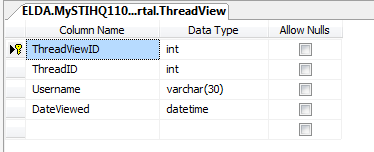 ELDA.MySTIHQ110...rtal.ThreadView
Column Name Data Type Allow Nulls
ThreadViewID int
ThreadID int
Username varchar(30)
DateViewed datetime